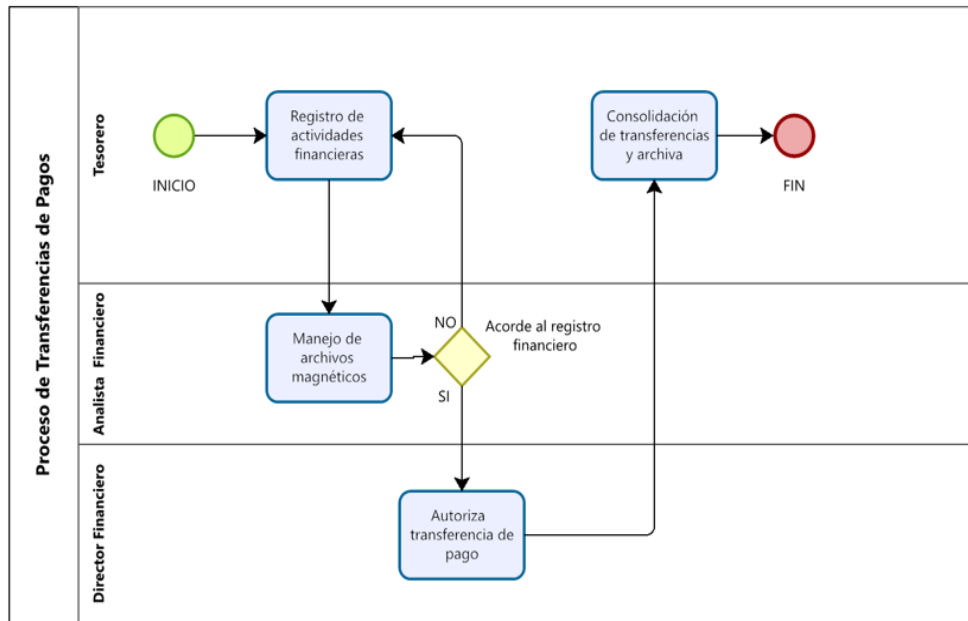 Proceso de Transferencias de Pagos
Tesorero
INICIO
Registro de
actividades
financieras
Consolidación
de transferencias
y archiva
FIN
Analista Financiero
Manejo de
archivos
magnéticos
NO
SI
Acorde al registro
financiero
Director Financiero
Autoriza
transferencia de
pago